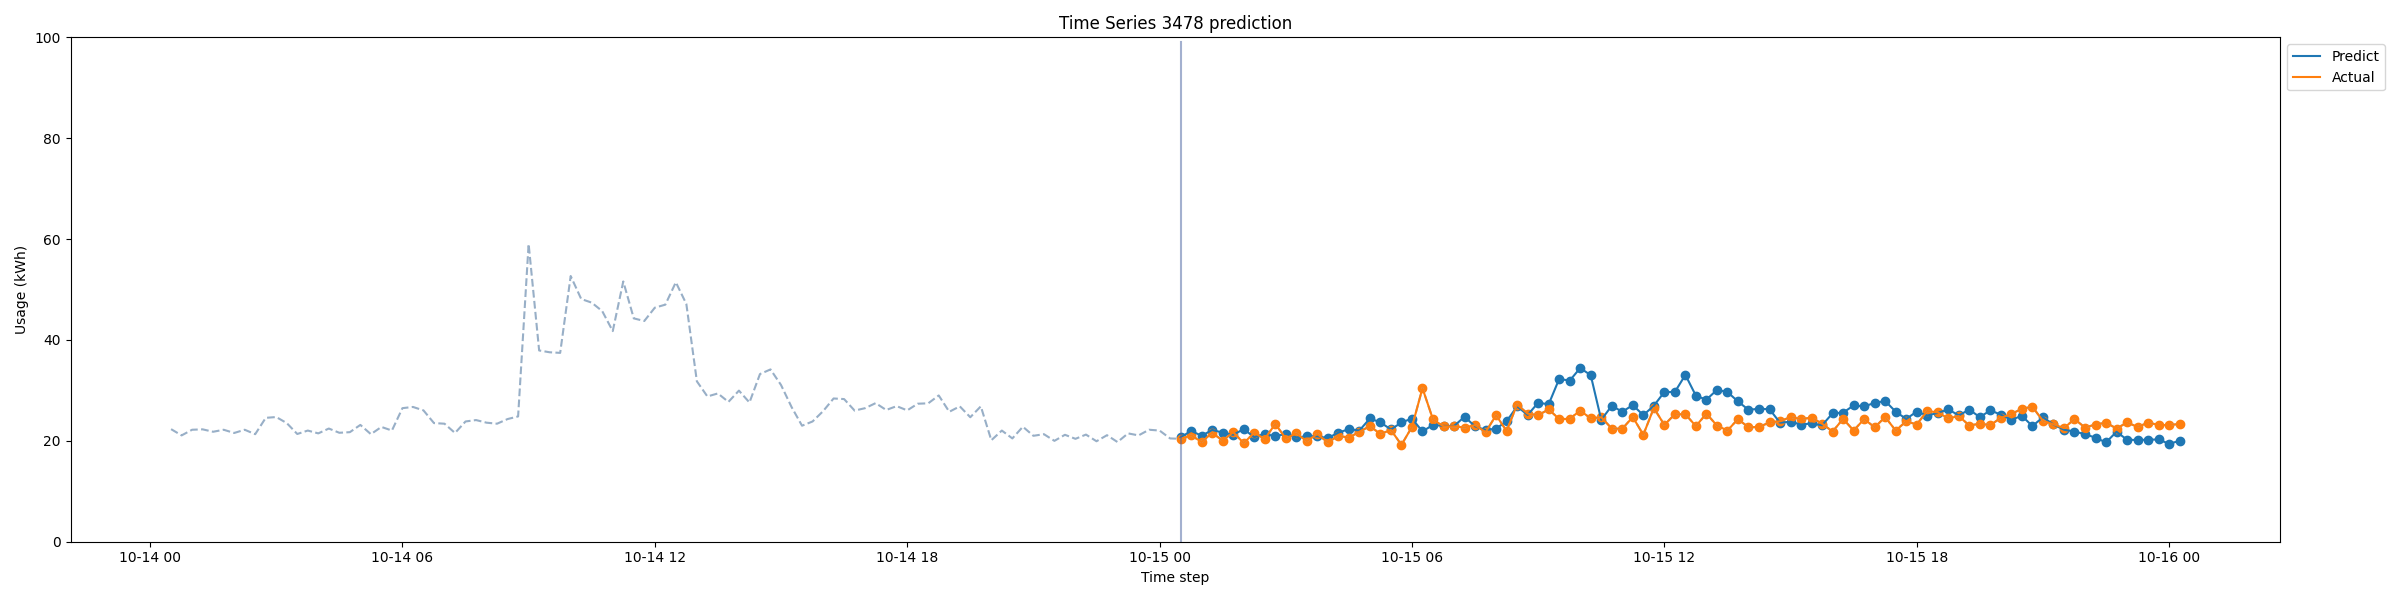 Time Series 3478 prediction
100
80
60
40
20
0
Usage (kWh)
Predict
Actual
10-14 00 10-14 06 10-14 12 10-14 18 10-15 00 10-15 06 10-15 12 10-15 18 10-16 00
Time step